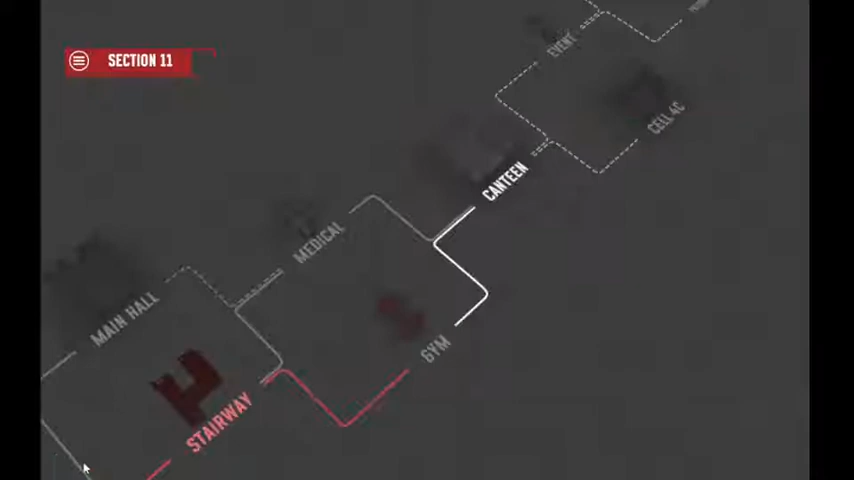 SECTION 11
EVENT
CELL 4C
CANTEEN
MEDICAL
MAIN HALL
GYM
STAIRWAY